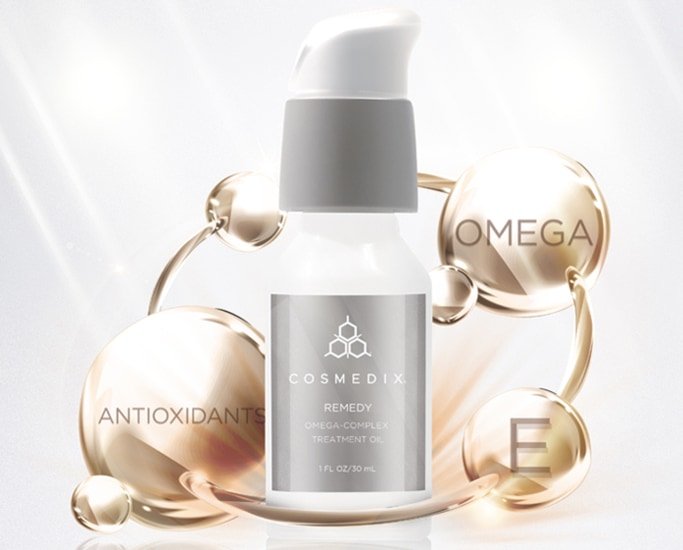 OMEGA
COSMEDIX
REMEDY
ANTIOXIDANTS
OMEGA-COMPLEX
TREATMENT OIL
E
1 FL OZ/30 mL